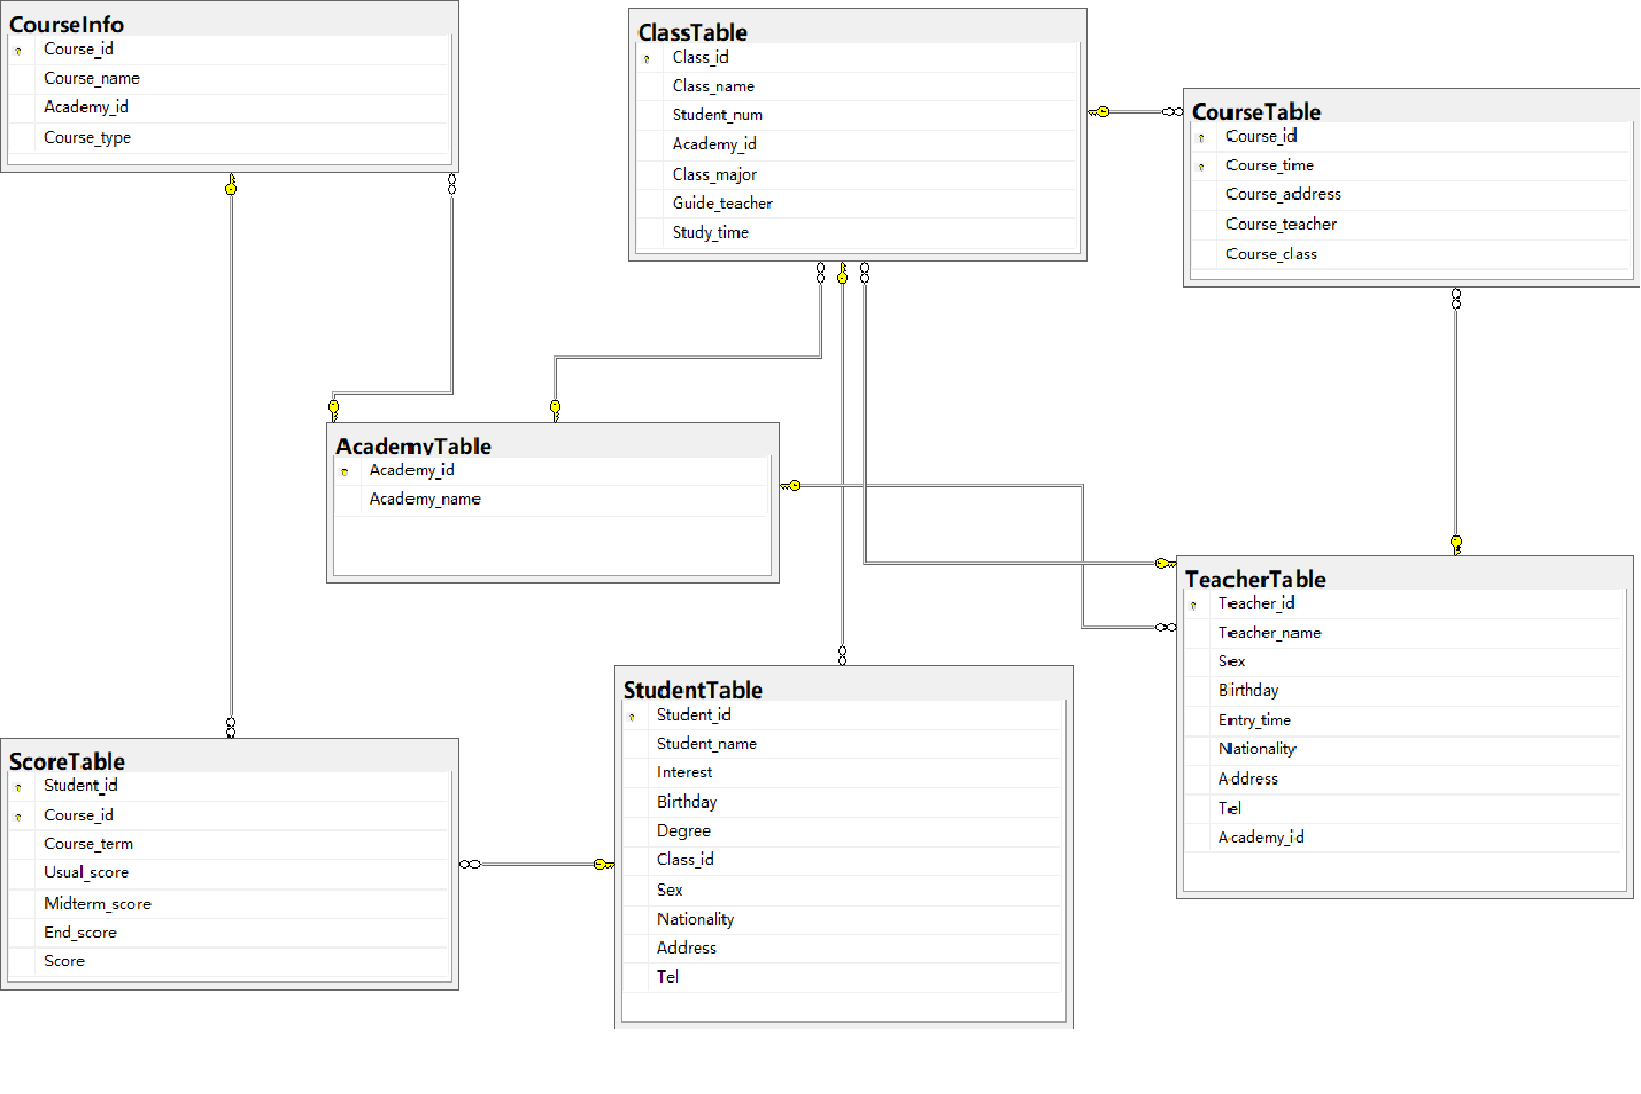 CourseInfo
Course_id
Course_name
Academy_id
Course_type
ClassTable
Class_id
Class_name
Student_num
Academy_id
Class_major
Guide_teacher
Study_time
CourseTable
Course_id
Course_time
Course_address
Course_teacher
Course_class
AcademyTable
Academy_id
Academy_name
TeacherTable
Teacher_id
Teacher_name
Sex
Birthday
Entry_time
Nationality
Address
Tel
Academy_id
StudentTable
Student_id
Student_name
Interest
Birthday
Degree
Class_id
Sex
Nationality
Address
Tel
ScoreTable
Student_id
Course_id
Course_term
Usual_score
Midterm_score
End_score
Score